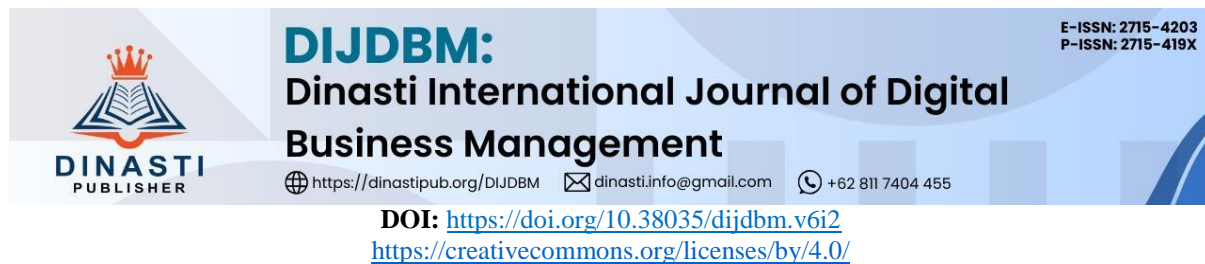 E-ISSN: 2715-4203
P-ISSN: 2715-419X
DIJDBM:
Dinasti International Journal of Digital
Business Management
DINASTI
PUBLISHER
https://dinastipub.org/DIJDBM dinasti.info@gmail.com +62 811 7404 455
DOI: https://doi.org/10.38035/dijdbm.v6i2
https://creativecommons.org/licenses/by/4.0/